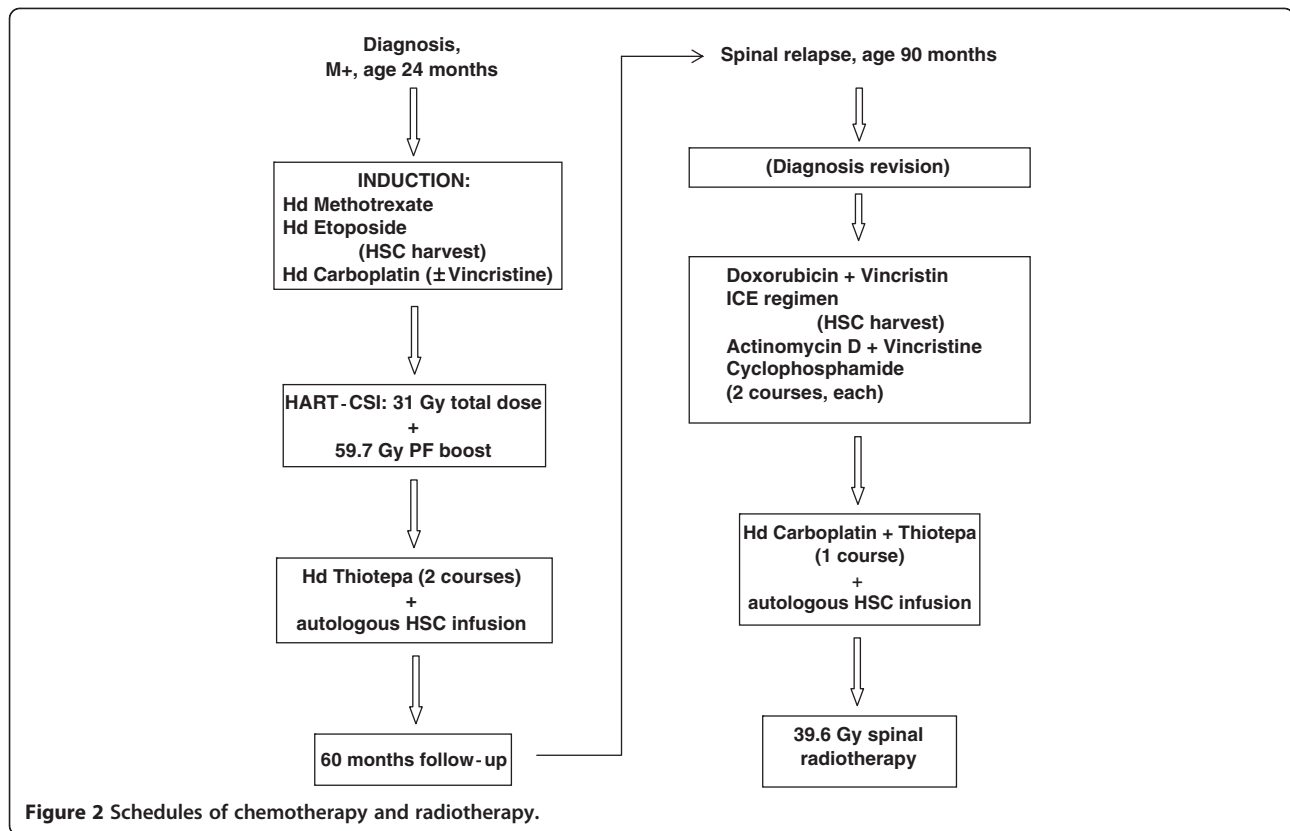 Diagnosis,
M+, age 24 months
INDUCTION:
Hd Methotrexate
Hd Etoposide
(HSC harvest)
Hd Carboplatin (±Vincristine)
HART-CSI: 31 Gy total dose
+
59.7 Gy PF boost
Hd Thiotepa (2 courses)
+
autologous HSC infusion
60 months follow-up
Spinal relapse, age 90 months
(Diagnosis revision)
Doxorubicin + Vincristin
ICE regimen
(HSC harvest)
Actinomycin D + Vincristine
Cyclophosphamide
(2 courses, each)
Hd Carboplatin + Thiotepa
(1 course)
+
autologous HSC infusion
39.6 Gy spinal
radiotherapy
Figure 2 Schedules of chemotherapy and radiotherapy.